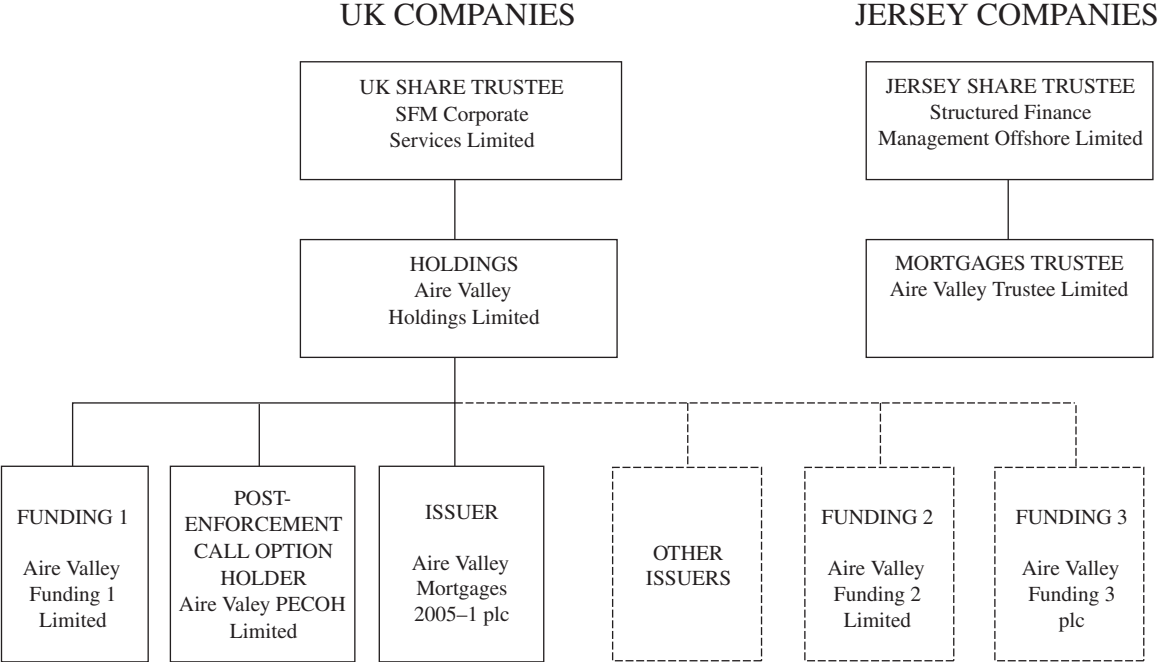 UK COMPANIES
JERSEY COMPANIES
UK SHARE TRUSTEE
SFM Corporate
Services Limited
JERSEY SHARE TRUSTEE
Structured Finance
Management Offshore Limited
HOLDINGS
Aire Valley
Holdings Limited
MORTGAGES TRUSTEE
Aire Valley Trustee Limited
FUNDING 1
Aire Valley
Funding 1
Limited
POST-
ENFORCEMENT
CALL OPTION
HOLDER
Aire Valey PECOH
Limited
ISSUER
Aire Valley
Mortgages
2005–1 plc
OTHER
ISSUERS
FUNDING 2
Aire Valley
Funding 2
Limited
FUNDING 3
Aire Valley
Funding 3
plc